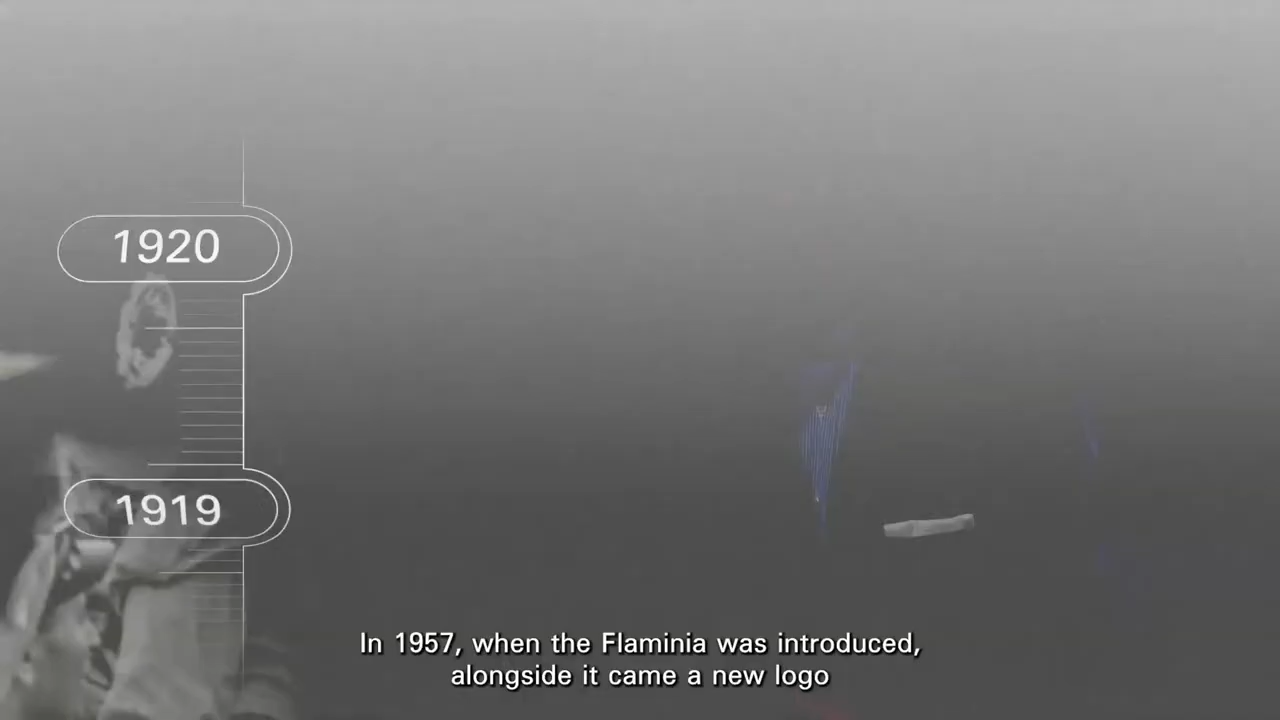 1920
1919
In 1957, when the Flaminia was introduced,
alongside it came a new logo